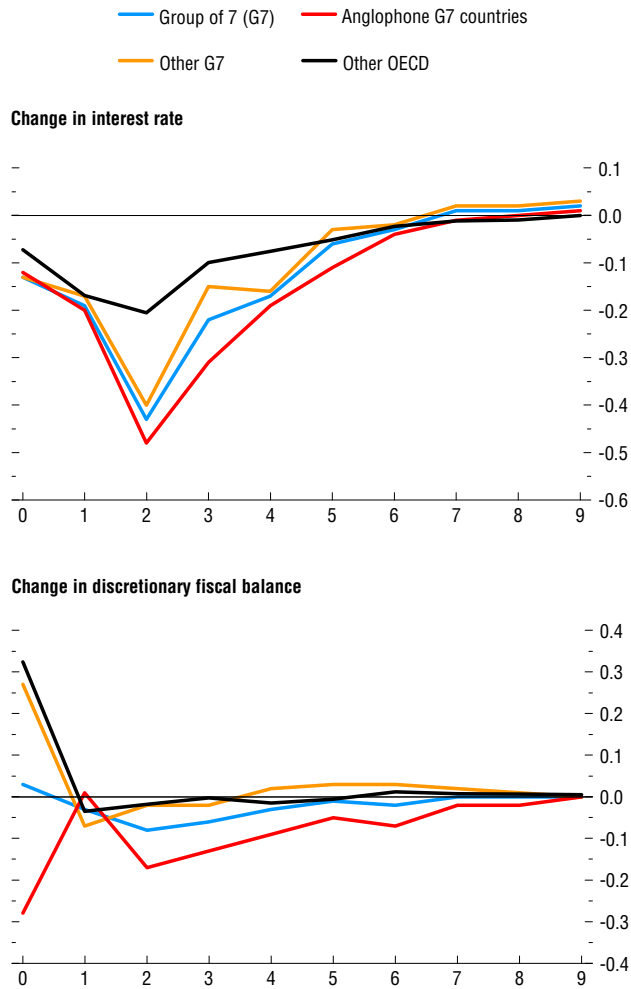 Group of 7 (G7) Anglophone G7 countries
Other G7 Other OECD
Change in interest rate
0.1
0.0
-0.1
-0.2
-0.3
-0.4
-0.5
-0.6
0 1 2 3 4 5 6 7 8 9
Change in discretionary fiscal balance
0.4
0.3
0.2
0.1
0.0
-0.1
-0.2
-0.3
-0.4
0 1 2 3 4 5 6 7 8 9